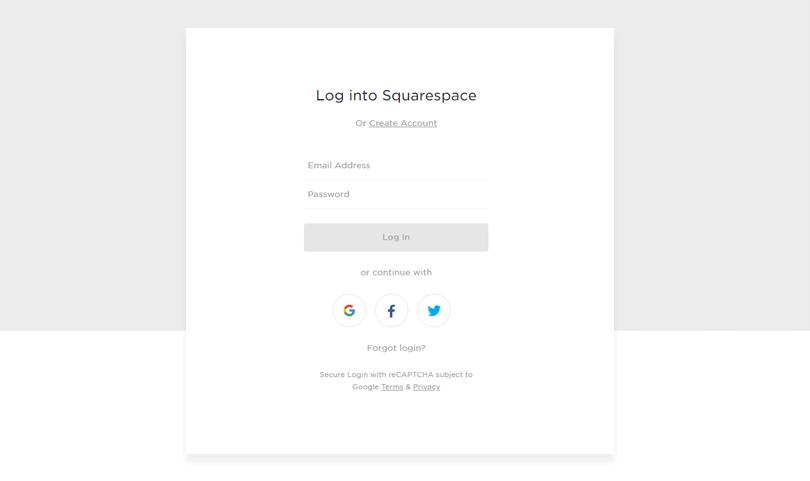 Log into Squarespace
Or Create Account
Email Address
Password
Log In
or continue with
Forgot login?
Secure Login with reCAPTCHA subject to
Google Terms & Privacy